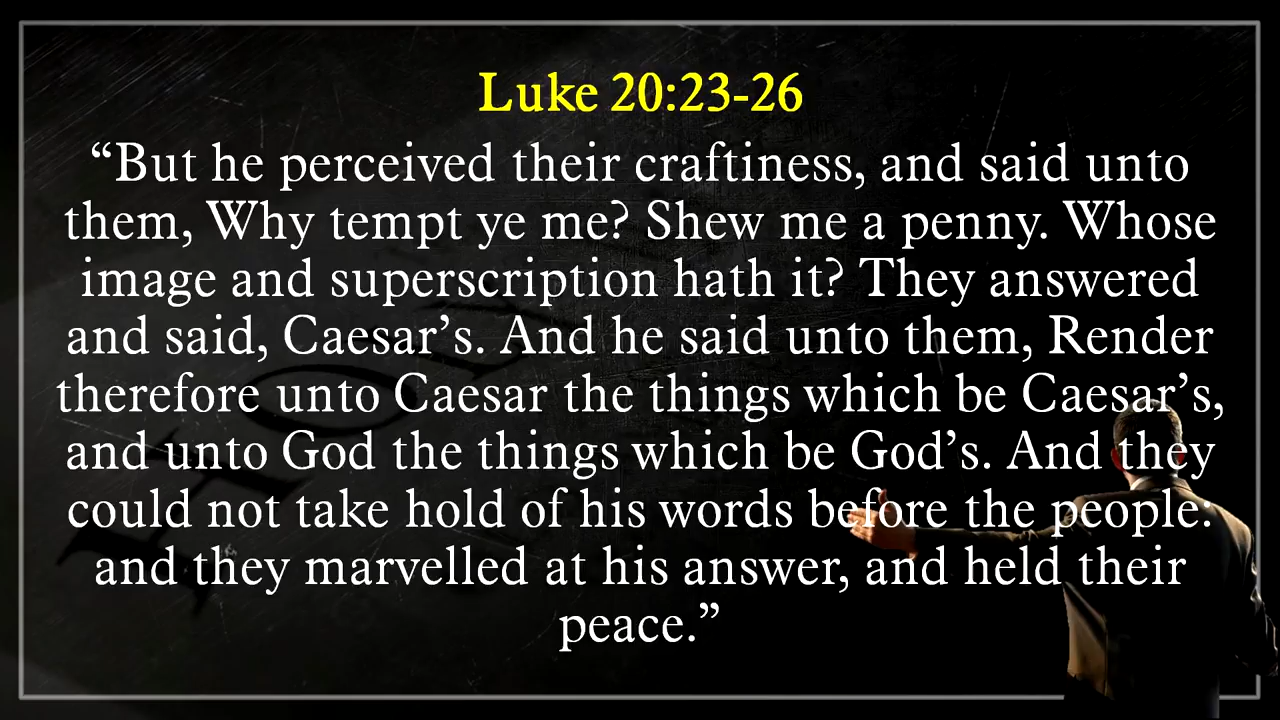 Luke 20:23-26
“But he perceived their craftiness, and said unto
them, Why tempt ye me? Shew me a penny. Whose
image and superscription hath it? They answered
and said, Caesar’s. And he said unto them, Render
therefore unto Caesar the things which be Caesar’s,
and unto God the things which be God’s. And they
could not take hold of his words before the people:
and they marvelled at his answer, and held their
peace.”